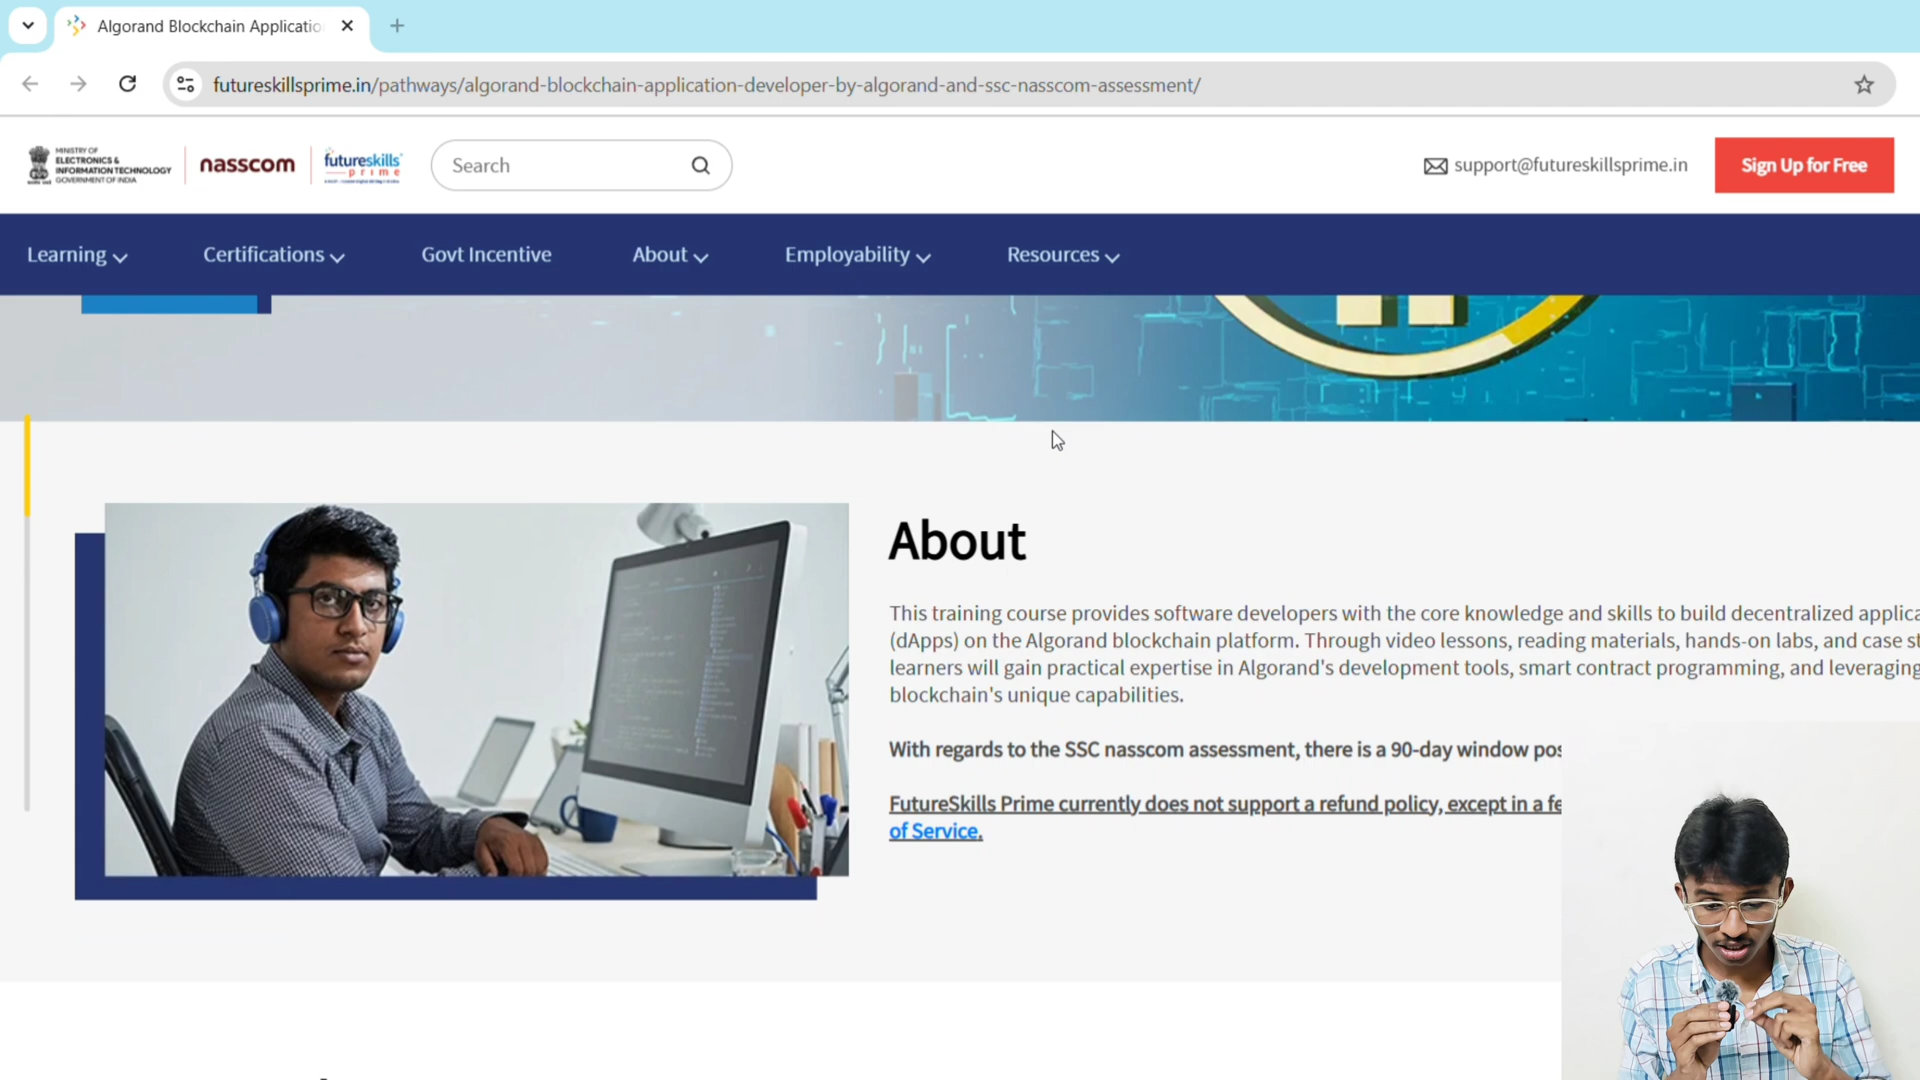 Algorand Blockchain Applicatio
futureskillsprime.in/pathways/algorand-blockchain-application-developer-by-algorand-and-ssc-nasscom-assessment/
MINISTRY OF
ELECTRONICS &
INFORMATION TECHNOLOGY
GOVERNMENT OF INDIA
nasscom
futureskills
prime
Search
support@futureskillsprime.in
Sign Up for Free
Learning
Certifications
Govt Incentive
About
Employability
Resources
About
This training course provides software developers with the core knowledge and skills to build decentralized applica
(dApps) on the Algorand blockchain platform. Through video lessons, reading materials, hands-on labs, and case st
learners will gain practical expertise in Algorand's development tools, smart contract programming, and leveraging
blockchain's unique capabilities.
With regards to the SSC nasscom assessment, there is a 90-day window pos
FutureSkills Prime currently does not support a refund policy, except in a fe
of Service.